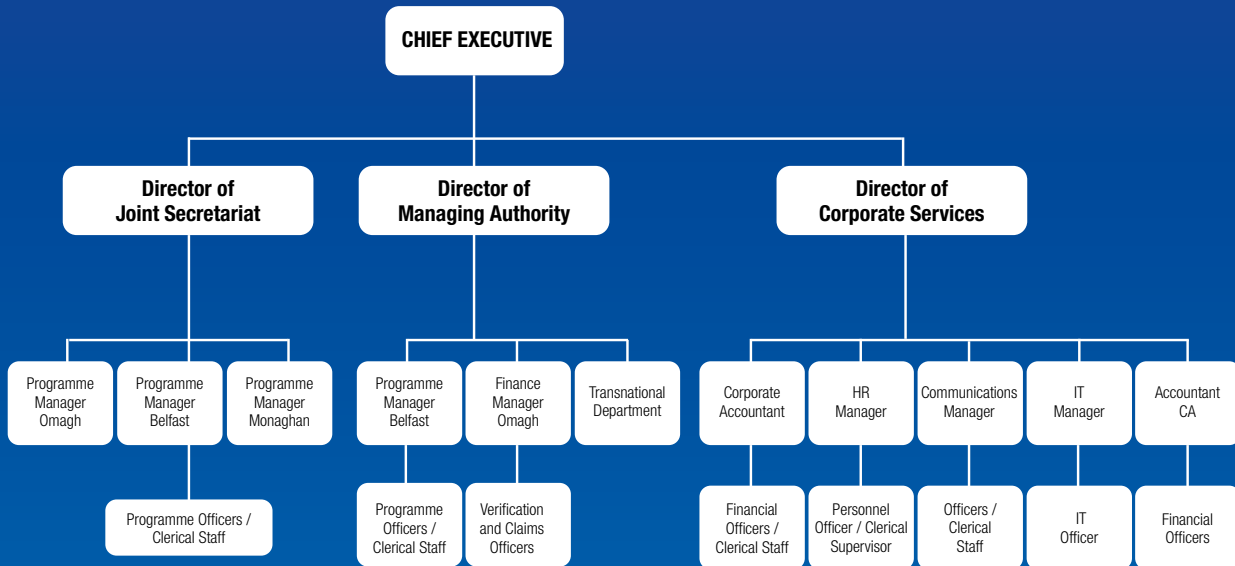 CHIEF EXECUTIVE
Director of
Joint Secretariat
Director of
Managing Authority
Director of
Corporate Services
Programme
Manager
Omagh
Programme
Manager
Belfast
Programme
Manager
Monaghan
Programme
Manager
Belfast
Finance
Manager
Omagh
Transnational
Department
Corporate
Accountant
HR
Manager
Communications
Manager
IT
Manager
Accountant
CA
Programme Officers /
Clerical Staff
Programme
Officers /
Clerical Staff
Verification
and Claims
Officers
Financial
Officers /
Clerical Staff
Personnel
Officer / Clerical
Supervisor
Officers /
Clerical
Staff
IT
Officer
Financial
Officers